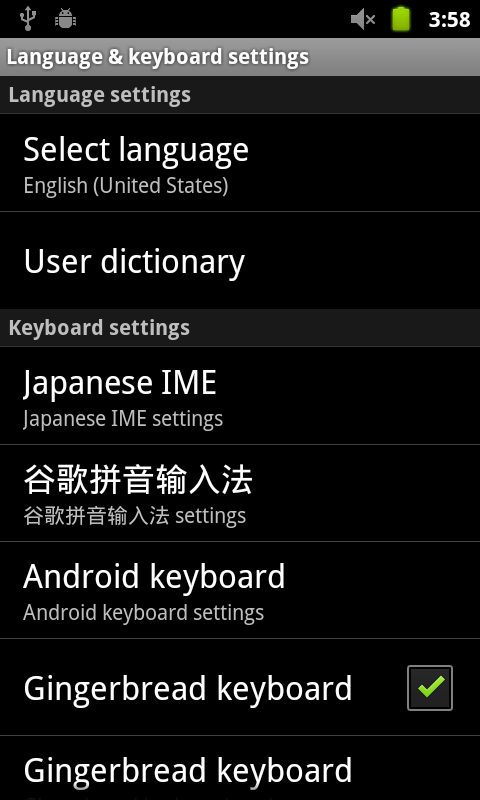 3:58
Language & keyboard settings
Language settings
Select language
English (United States)
User dictionary
Keyboard settings
Japanese IME
Japanese IME settings
谷歌拼音输入法
谷歌拼音输入法 settings
Android keyboard
Android keyboard settings
Gingerbread keyboard
Gingerbread keyboard